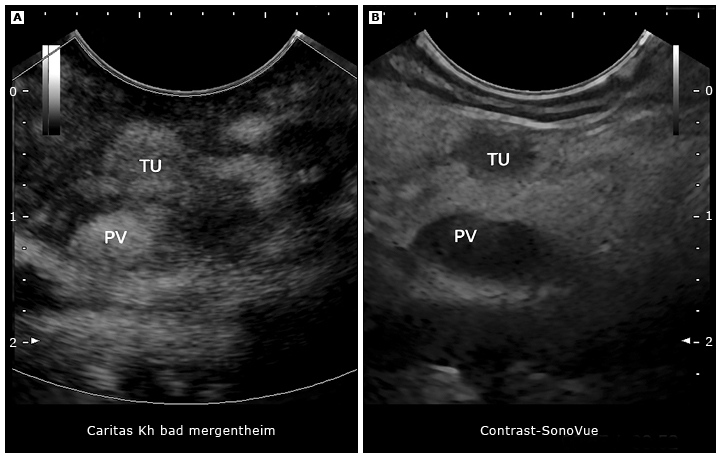 A
B
0
0
TU
TU
1
1
PV
PV
2
2
Caritas Kh bad mergentheim
Contrast-SonoVue